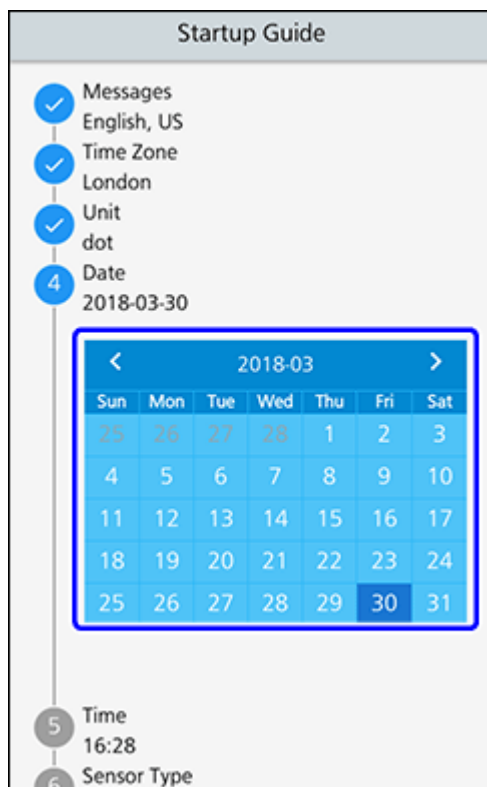 Startup Guide
Messages
English, US
Time Zone
London
Unit
dot
4 Date
2018-03-30
< 2018-03 >
Sun Mon Tue Wed Thu Fri Sat
25 26 27 28 1 2 3
4 5 6 7 8 9 10
11 12 13 14 15 16 17
18 19 20 21 22 23 24
25 26 27 28 29 30 31
5 Time
16:28
6 Sensor Type